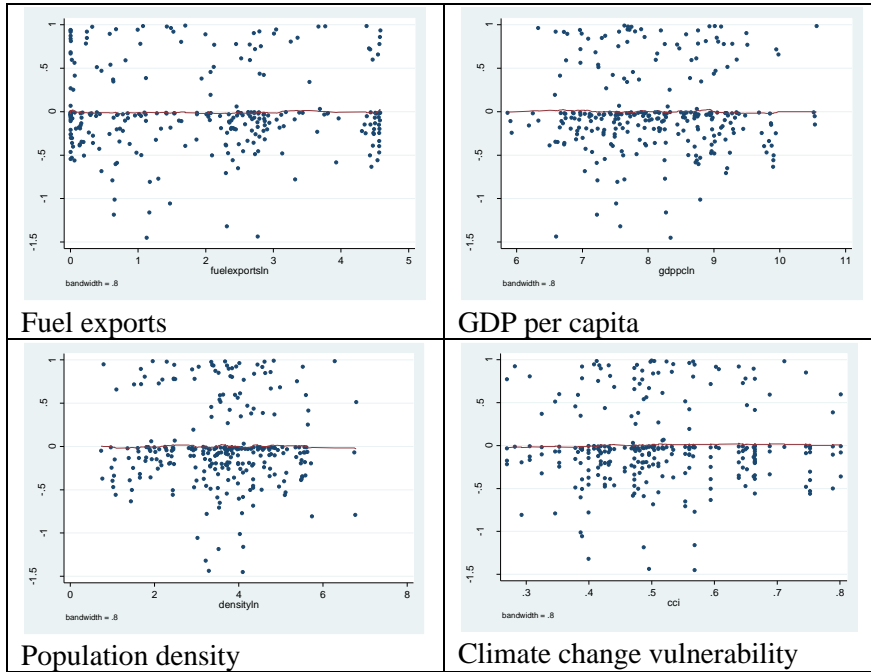 1
.5
0
-.5
-1
-1.5
0 1 2 3 4 5
fuelexportsln
bandwidth = .8
Fuel exports
1
.5
0
-.5
-1
-1.5
6 7 8 9 10 11
gdppcln
bandwidth = .8
GDP per capita
1
.5
0
-.5
-1
-1.5
0 2 4 6 8
densityln
bandwidth = .8
Population density
1
.5
0
-.5
-1
-1.5
.3 .4 .5 .6 .7 .8
cci
bandwidth = .8
Climate change vulnerability